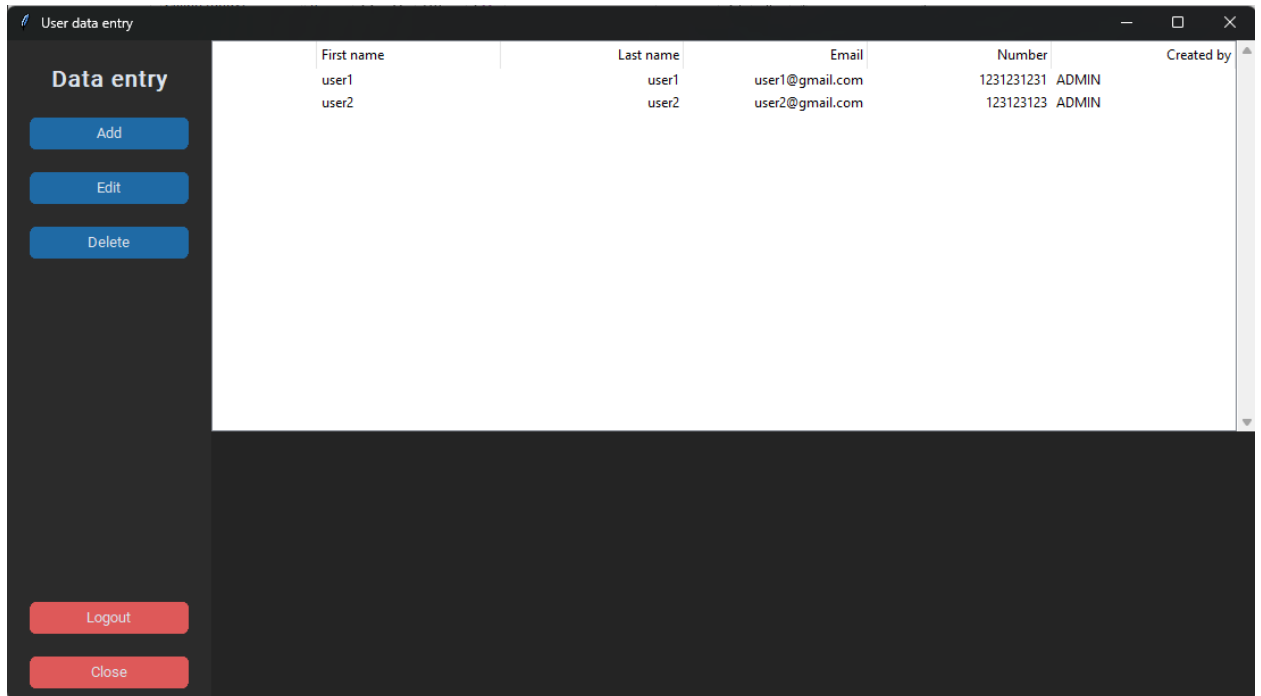 User data entry
Data entry
Add
Edit
Delete
Logout
Close
First name Last name Email Number Created by
user1 user1 user1@gmail.com 1231231231 ADMIN
user2 user2 user2@gmail.com 123123123 ADMIN